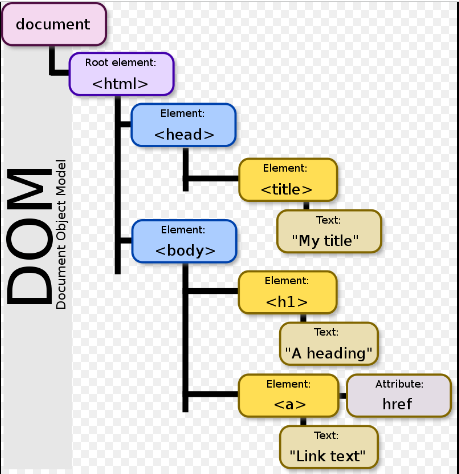 document
Root element:
<html>
Element:
<head>
Element:
<title>
Text:
"My title"
Element:
<body>
Element:
<h1>
Text:
"A heading"
Element:
<a>
Attribute:
href
Text:
"Link text"
DOM
Document Object Model